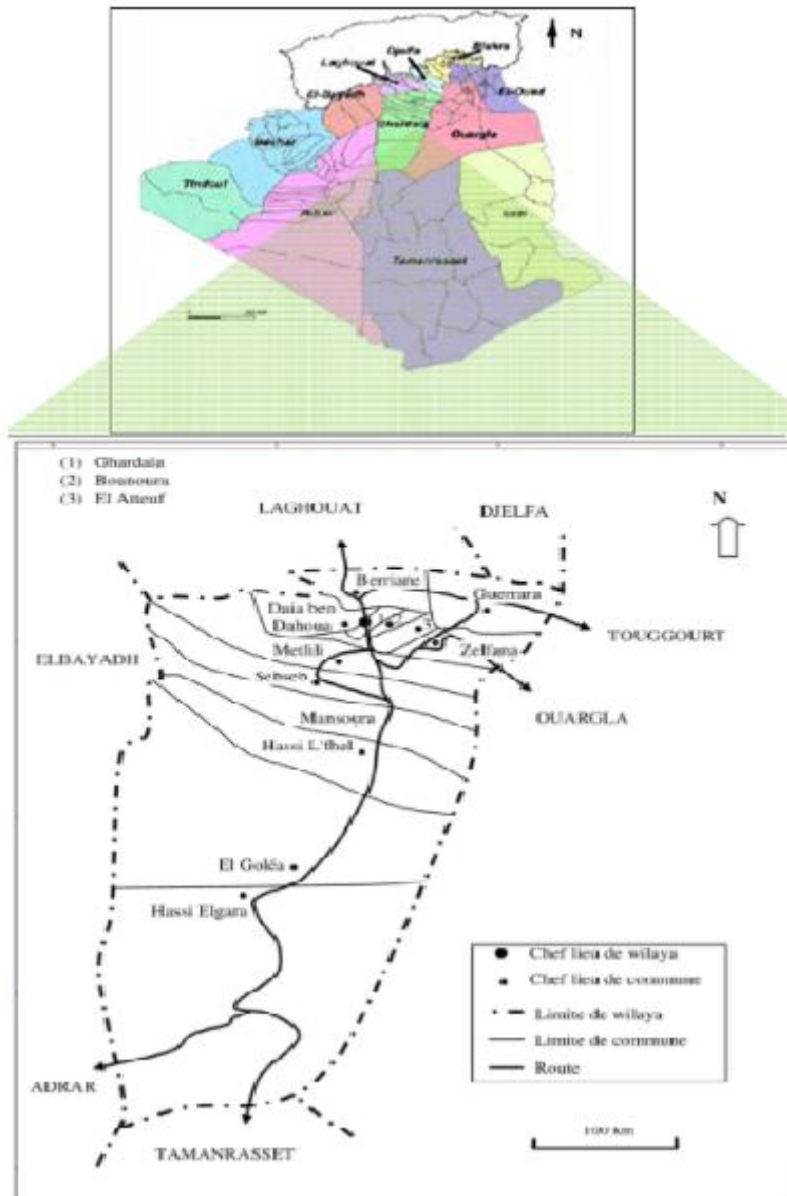 N
Djelfa
Biskra
Laghouat
El-Bayadh
El-Oued
Ghardaia
Ouargla
Bechar
Tindouf
Adrar
Illizi
Tamanrasset
(1) Ghardaia
(2) Bounoura
(3) El Atteuf
N
LAGHOUAT
DJELFA
Berriane
Guerrara
Daia ben
Dahoua
TOUGGOURT
Metlili
Zelfana
ELBAYADH
Sebseb
OUARGLA
Mansoura
Hassi L'fhel
El Goléa
Hassi Elgara
Chef lieu de wilaya
Chef lieu de commune
Limite de wilaya
Limite de commune
Route
ADRAR
100 Km
TAMANRASSET